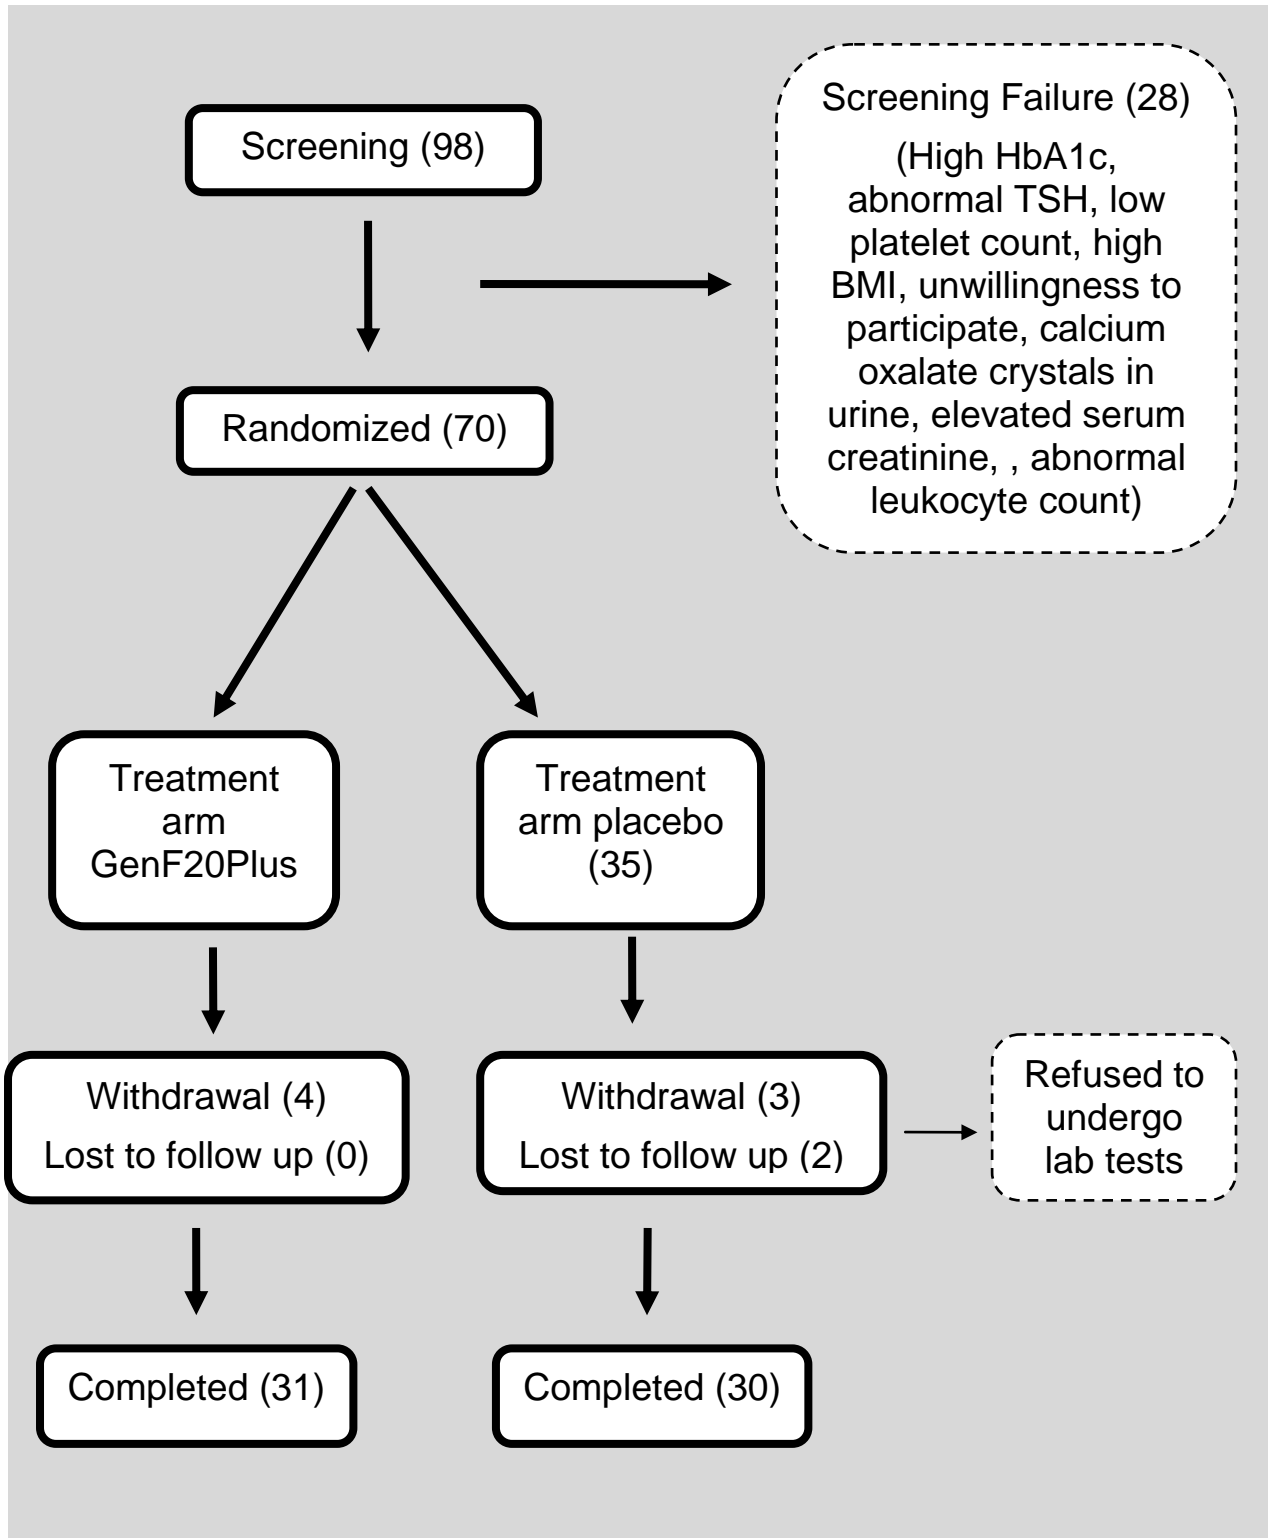 Screening (98)
Screening Failure (28)
(High HbA1c,
abnormal TSH, low
platelet count, high
BMI, unwillingness to
participate, calcium
oxalate crystals in
urine, elevated serum
creatinine, , abnormal
leukocyte count)
Randomized (70)
Treatment
arm
GenF20Plus
Treatment
arm placebo
(35)
Withdrawal (4)
Lost to follow up (0)
Withdrawal (3)
Lost to follow up (2)
Refused to
undergo
lab tests
Completed (31)
Completed (30)